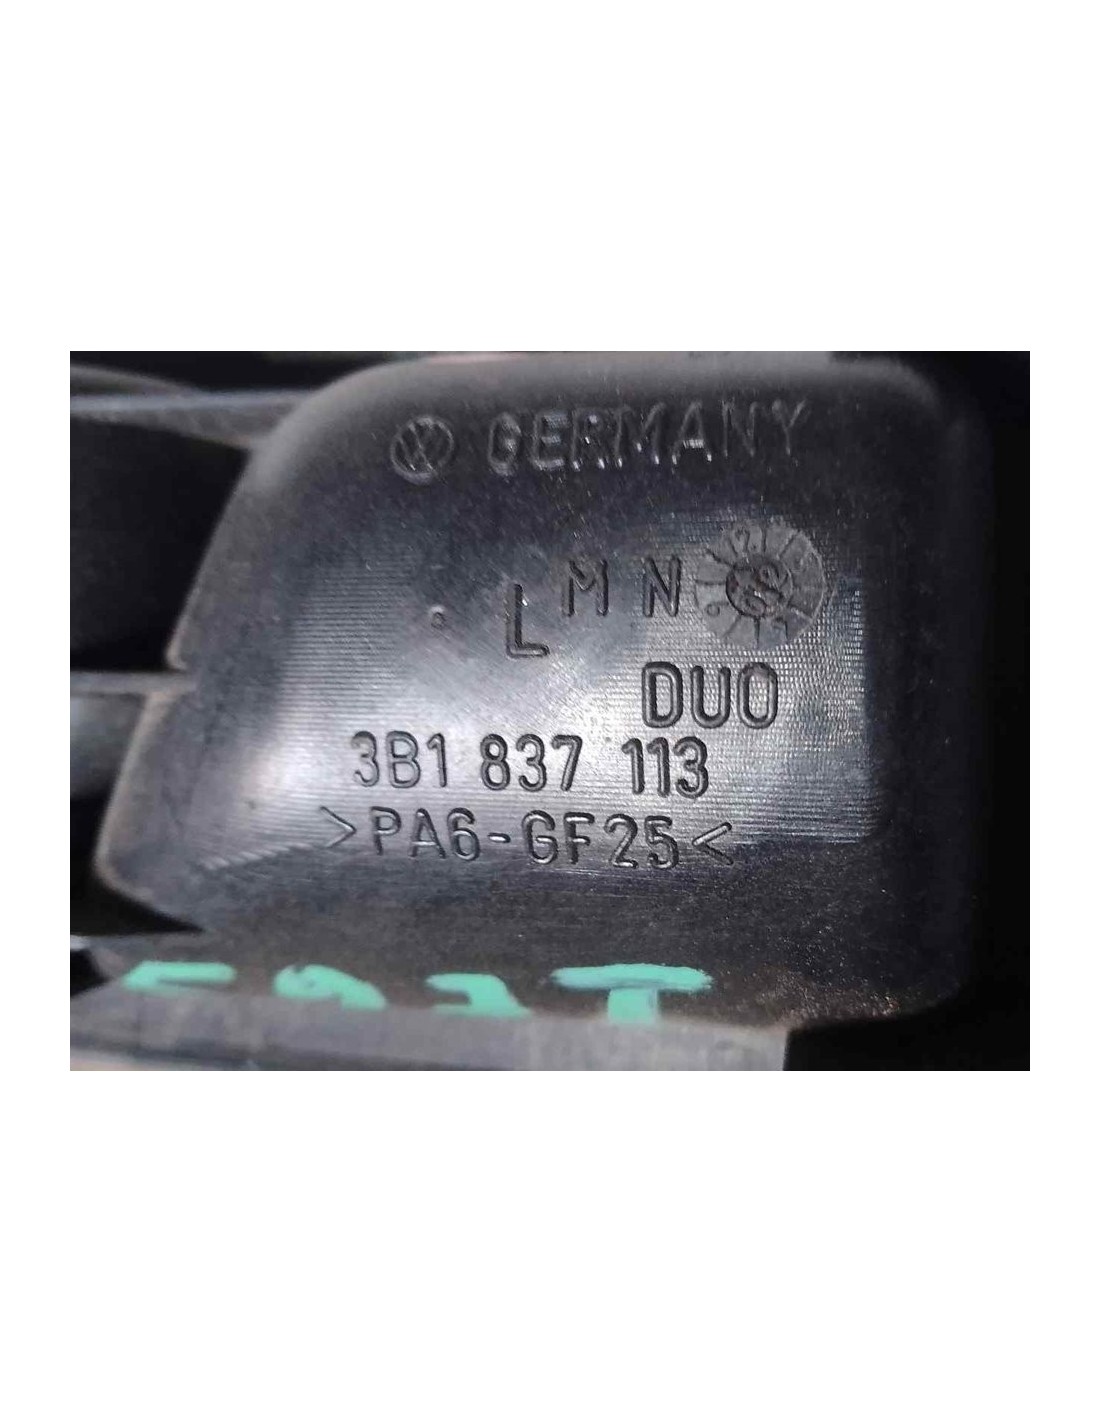 GERMANY
L M N
DUO
3B1 837 113
>PA6-GF25<